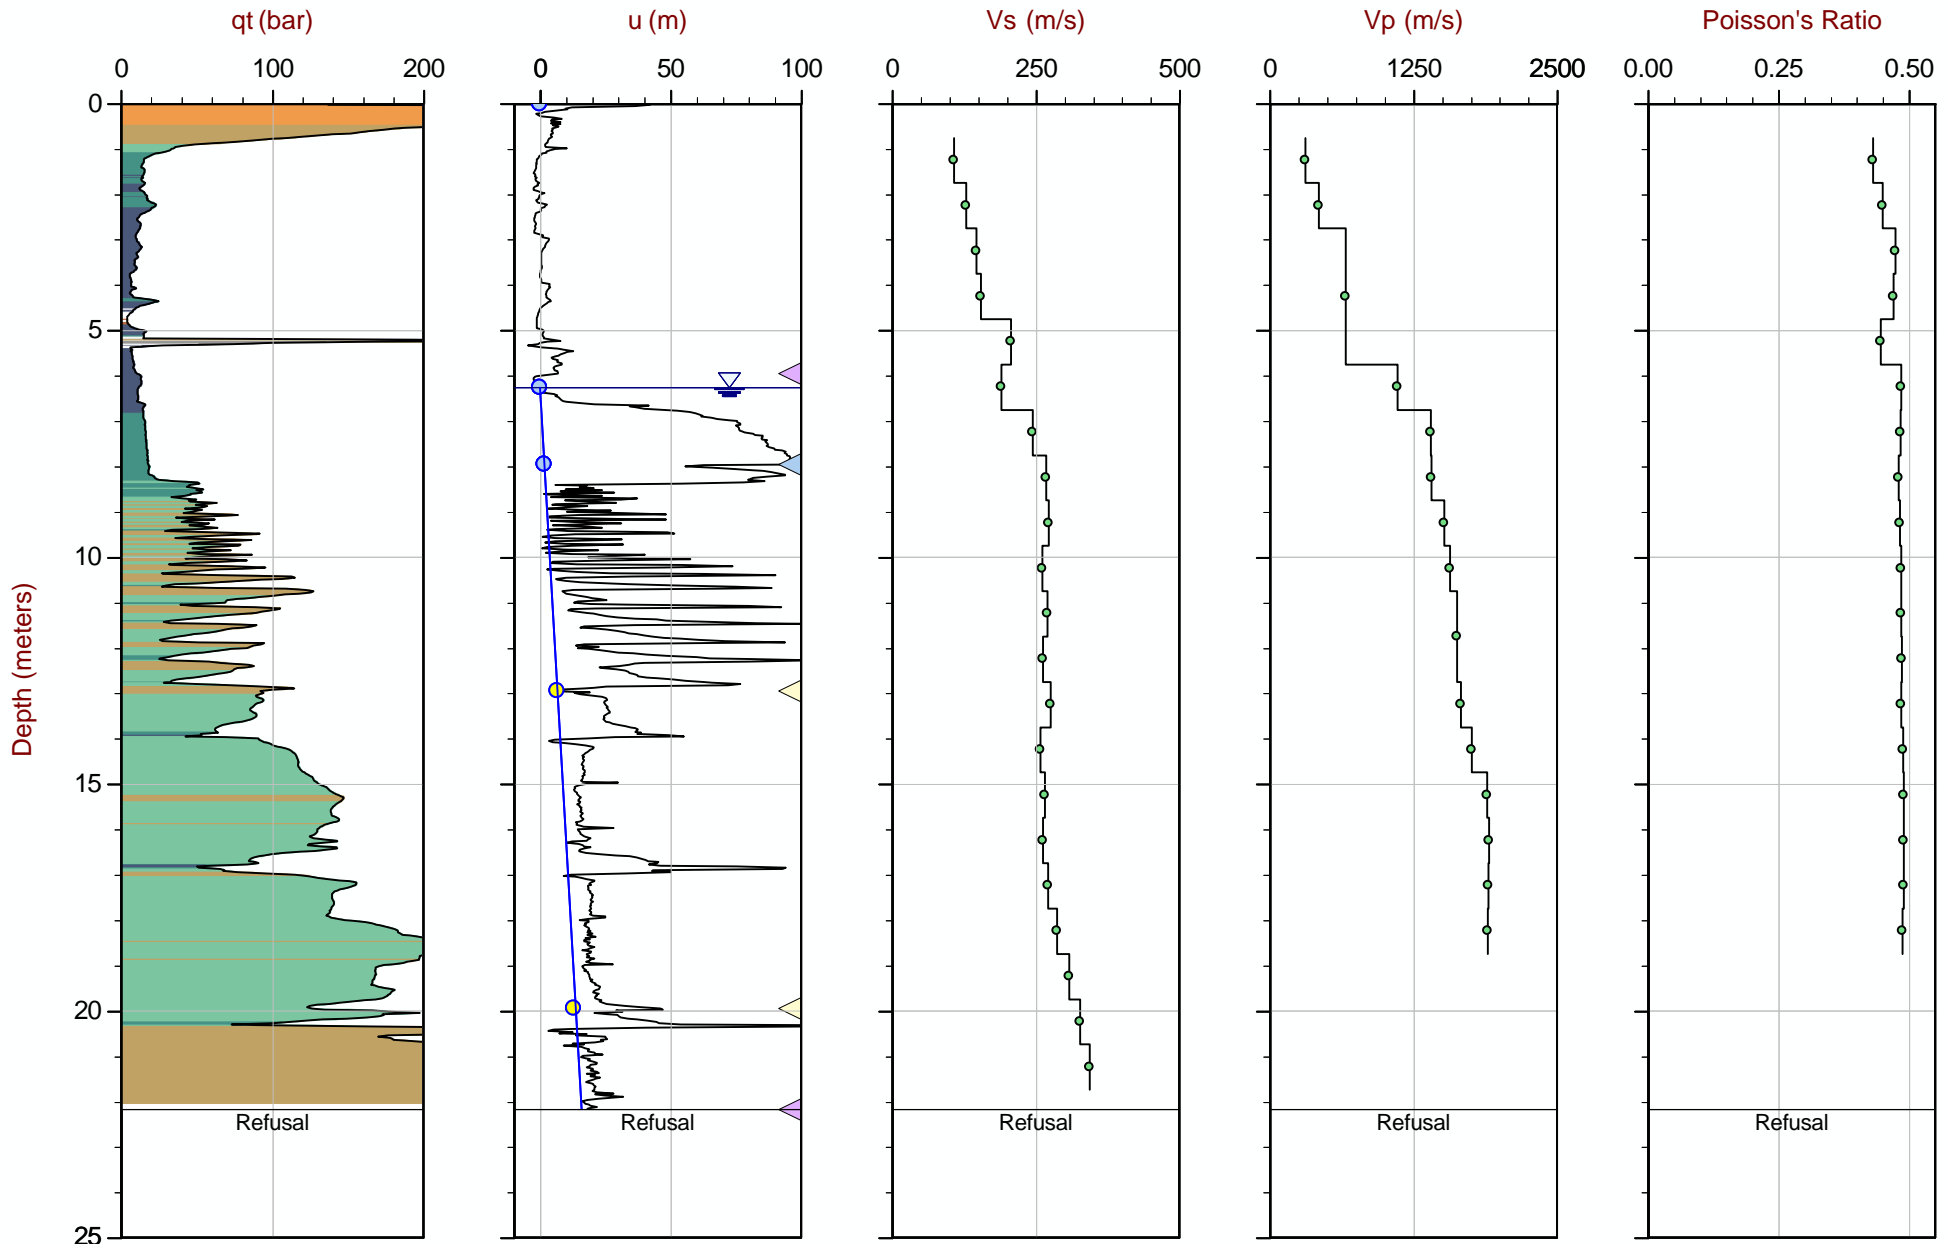 qt (bar) u (m) Vs (m/s) Vp (m/s) Poisson's Ratio
0 100 200 0 50 100 0 250 500 0 1250 2500 0.00 0.25 0.50
0
5
10
Depth (meters)
15
20
Refusal Refusal Refusal Refusal Refusal
25